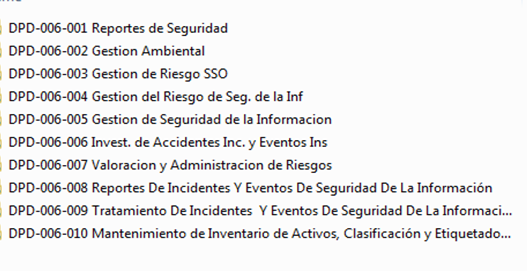 DPD-006-001 Reportes de Seguridad
DPD-006-002 Gestion Ambiental
DPD-006-003 Gestion de Riesgo SSO
DPD-006-004 Gestion del Riesgo de Seg. de la Inf
DPD-006-005 Gestion de Seguridad de la Informacion
DPD-006-006 Invest. de Accidentes Inc. y Eventos Ins
DPD-006-007 Valoracion y Administracion de Riesgos
DPD-006-008 Reportes De Incidentes Y Eventos De Seguridad De La Información
DPD-006-009 Tratamiento De Incidentes  Y Eventos De Seguridad De La Informaci...
DPD-006-010 Mantenimiento de Inventario de Activos, Clasificación y Etiquetado...